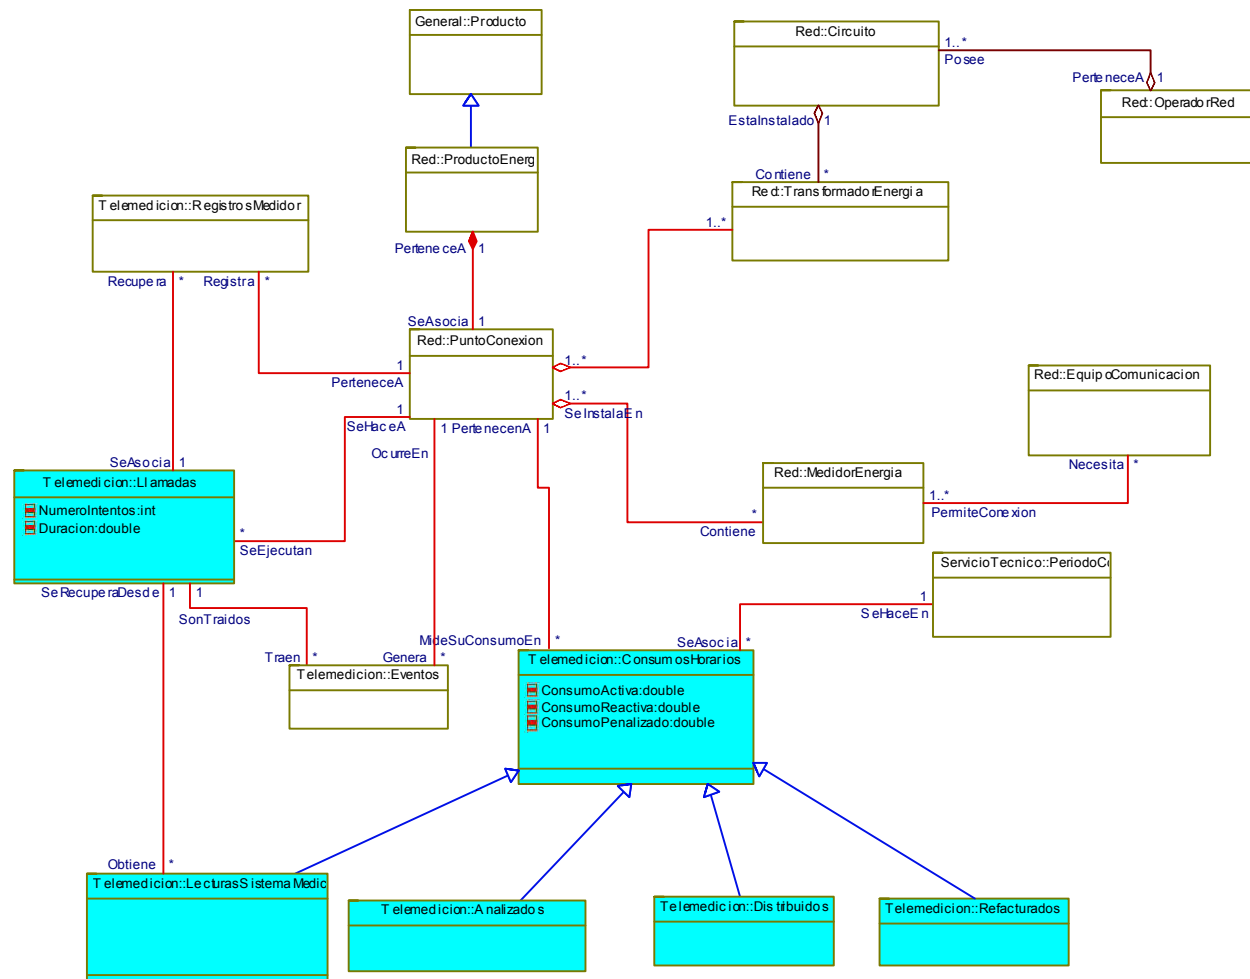 General::Producto
Red::Circuito
1..*
Posee
PerteneceA
1
Red::OperadorRed
EstaInstalado
1
Contiene
*
Red::TransformadorEnergia
Red::ProductoEnerg
PerteneceA
1
1..*
Telemedicion::RegistrosMedidor
Recupera
*
Registra
*
SeAsocia
1
Red::PuntoConexion
1
PerteneceA
1..*
1..*
SeInstalaEn
1
SeHaceA
1
PertenecenA
1
OcurreEn
Red::EquipoComunicacion
Necesita
*
SeAsocia
1
Telemedicion::Llamadas
NumeroIntentos:int
Duracion:double
*
SeEjecutan
Red::MedidorEnergia
1..*
PermiteConexion
*
Contiene
ServicioTecnico::PeriodoCo
1
SeHaceEn
SeRecuperaDesde
1
1
SonTraidos
Traen
*
Genera
*
Telemedicion::Eventos
MideSuConsumoEn
*
SeAsocia
*
Telemedicion::ConsumosHorarios
ConsumoActiva:double
ConsumoReactiva:double
ConsumoPenalizado:double
Obtiene
*
Telemedicion::LecturasSistemaMedic
Telemedicion::Analizados
Telemedicion::Distribuidos
Telemedicion::Refacturados